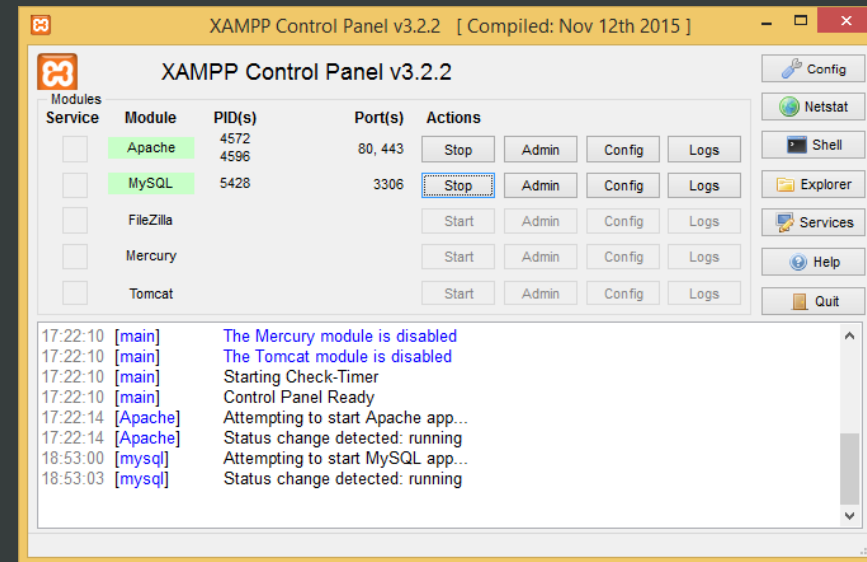 XAMPP Control Panel v3.2.2 [ Compiled: Nov 12th 2015 ]
XAMPP Control Panel v3.2.2
Config
Modules
Netstat
Service Module PID(s) Port(s) Actions
Apache 4572 4596 80, 443 Stop Admin Config Logs
Shell
MySQL 5428 3306 Stop Admin Config Logs
Explorer
FileZilla Start Admin Config Logs
Services
Mercury Start Admin Config Logs
Help
Tomcat Start Admin Config Logs
Quit
17:22:10 [main] The Mercury module is disabled
17:22:10 [main] The Tomcat module is disabled
17:22:10 [main] Starting Check-Timer
17:22:10 [main] Control Panel Ready
17:22:14 [Apache] Attempting to start Apache app...
17:22:14 [Apache] Status change detected: running
18:53:00 [mysql] Attempting to start MySQL app...
18:53:03 [mysql] Status change detected: running